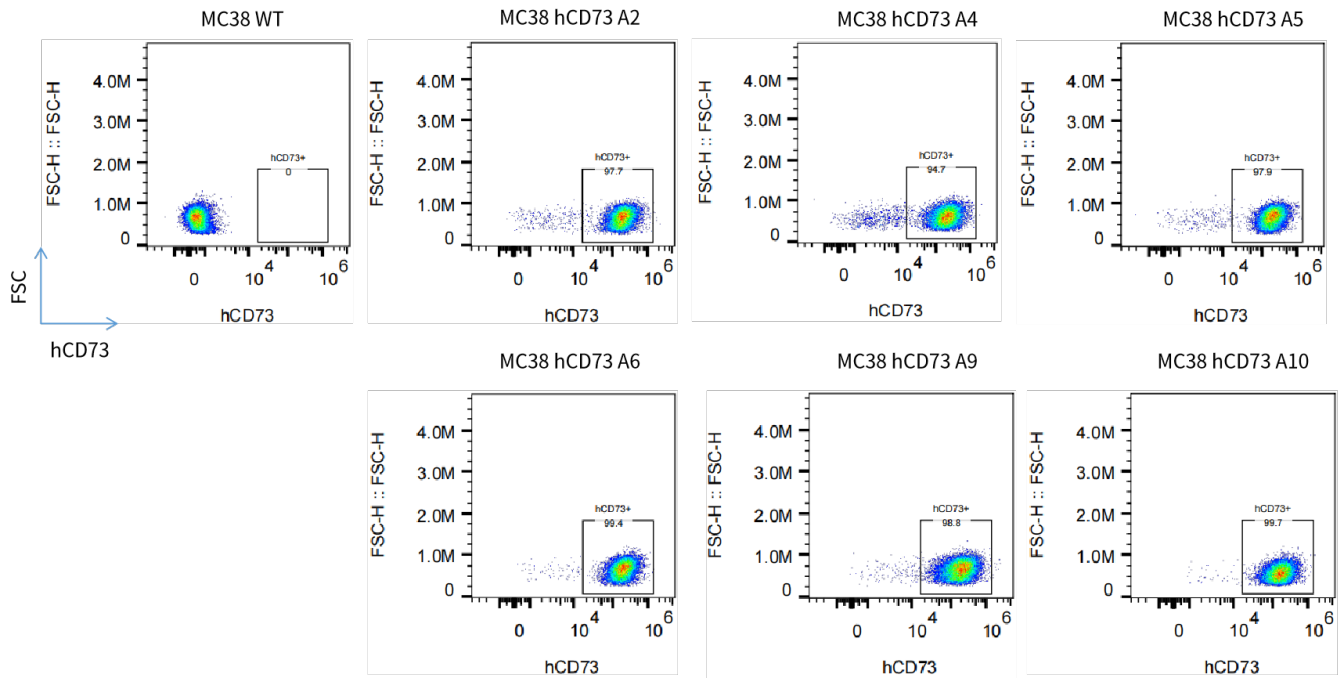 MC38 WT
MC38 hCD73 A2
MC38 hCD73 A4
MC38 hCD73 A5
FSC-H :: FSC-H
4.0M
3.0M
2.0M
1.0M
0
hCD73+
0
0
10^4
10^6
hCD73
FSC-H :: FSC-H
4.0M
3.0M
2.0M
1.0M
0
hCD73+
97.7
0
10^4
10^6
hCD73
FSC-H :: FSC-H
4.0M
3.0M
2.0M
1.0M
0
hCD73+
94.7
0
10^4
10^6
hCD73
FSC-H :: FSC-H
4.0M
3.0M
2.0M
1.0M
0
hCD73+
97.9
0
10^4
10^6
hCD73
FSC
hCD73
MC38 hCD73 A6
MC38 hCD73 A9
MC38 hCD73 A10
FSC-H :: FSC-H
4.0M
3.0M
2.0M
1.0M
0
hCD73+
99.4
0
10^4
10^6
hCD73
FSC-H :: FSC-H
4.0M
3.0M
2.0M
1.0M
0
hCD73+
98.8
0
10^4
10^6
hCD73
FSC-H :: FSC-H
4.0M
3.0M
2.0M
1.0M
0
hCD73+
99.7
0
10^4
10^6
hCD73